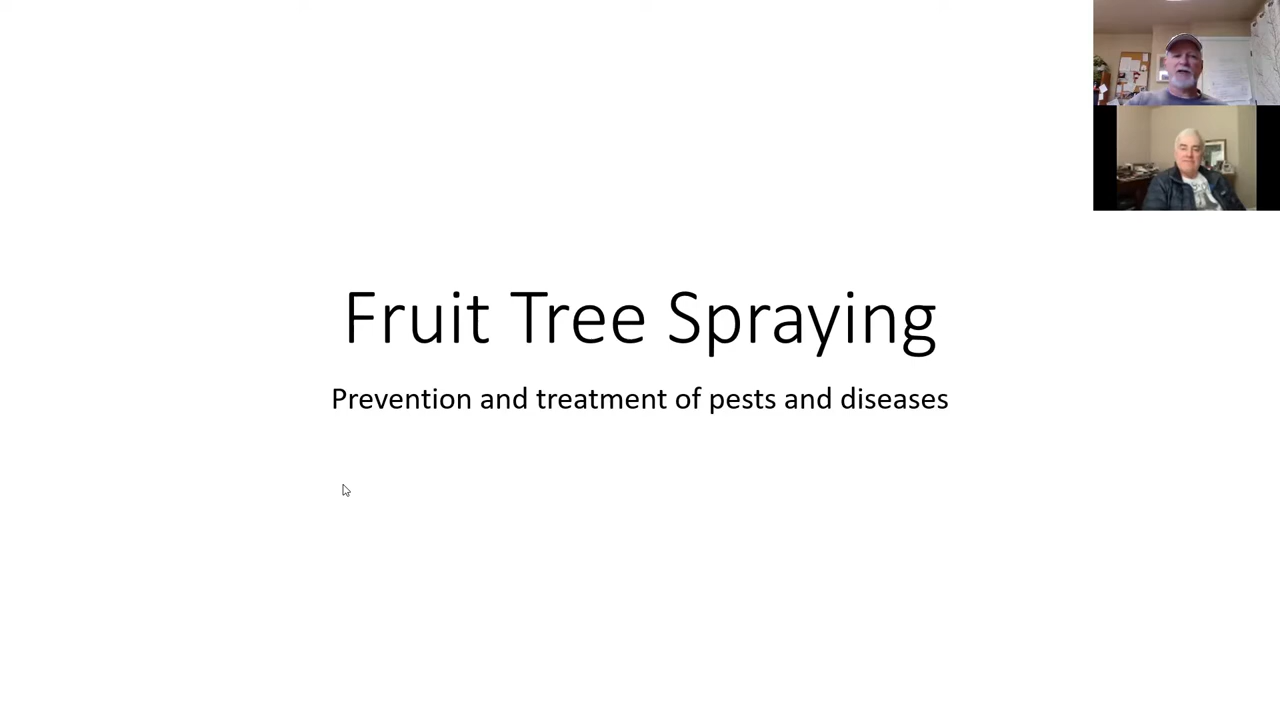 Fruit Tree Spraying
Prevention and treatment of pests and diseases